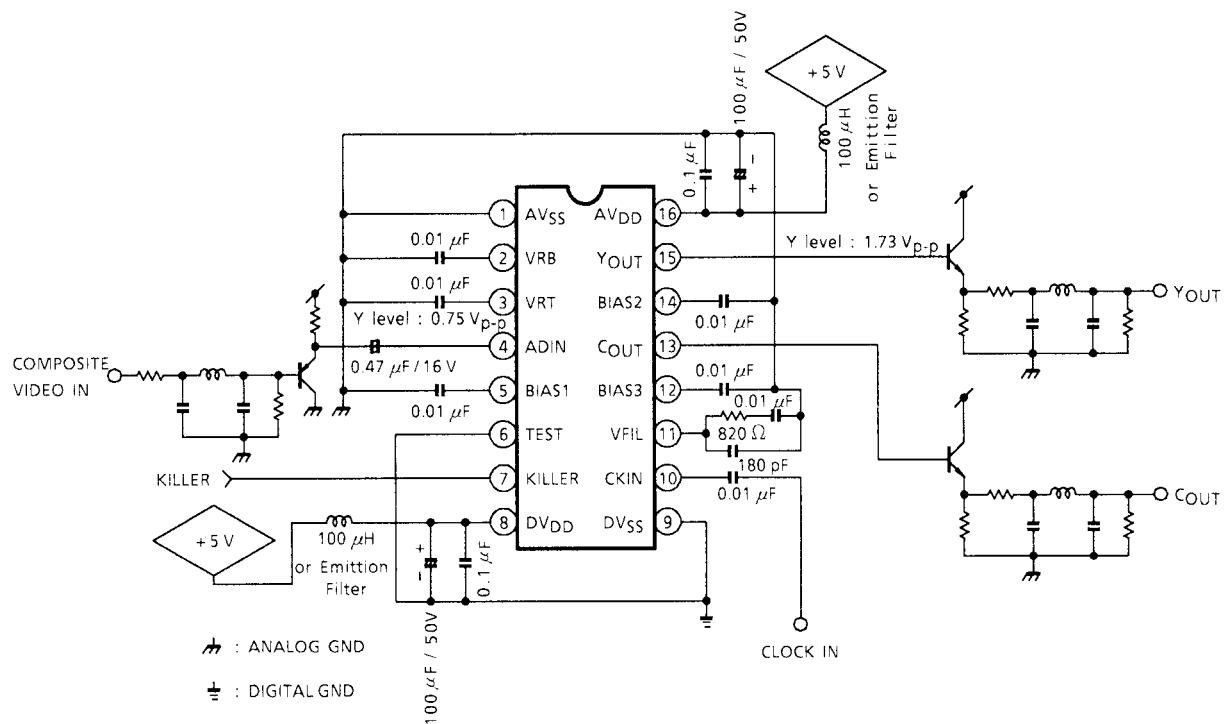 +5 V
100 μF / 50V
0.1 μF
100 μH
or Emittion
Filter
1 AVSS
AVDD 16
0.01 μF
2 VRB
YOUT 15
Y level : 1.73 Vp-p
0.01 μF
3 VRT
BIAS2 14
0.01 μF
YOUT
Y level : 0.75 Vp-p
4 ADIN
COUT 13
0.47 μF/16 V
COMPOSITE
VIDEO IN
0.01 μF
5 BIAS1
BIAS3 12
0.01 μF
0.01 μF
6 TEST
VFIL 11
820 Ω
180 pF
KILLER
7 KILLER
CKIN 10
0.01 μF
COUT
+5 V
100 μH
or Emittion
Filter
8 DVDD
DVSS 9
+
−
0.1 μF
100 μF / 50V
−
+
CLOCK IN
: ANALOG GND
: DIGITAL GND